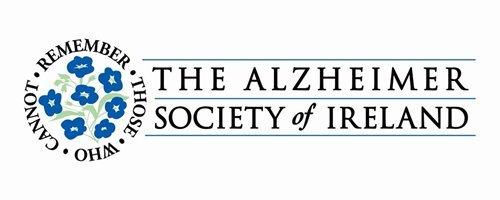 REMEMBER · THOSE · WHO · CANNOT ·
THE ALZHEIMER
SOCIETY of IRELAND